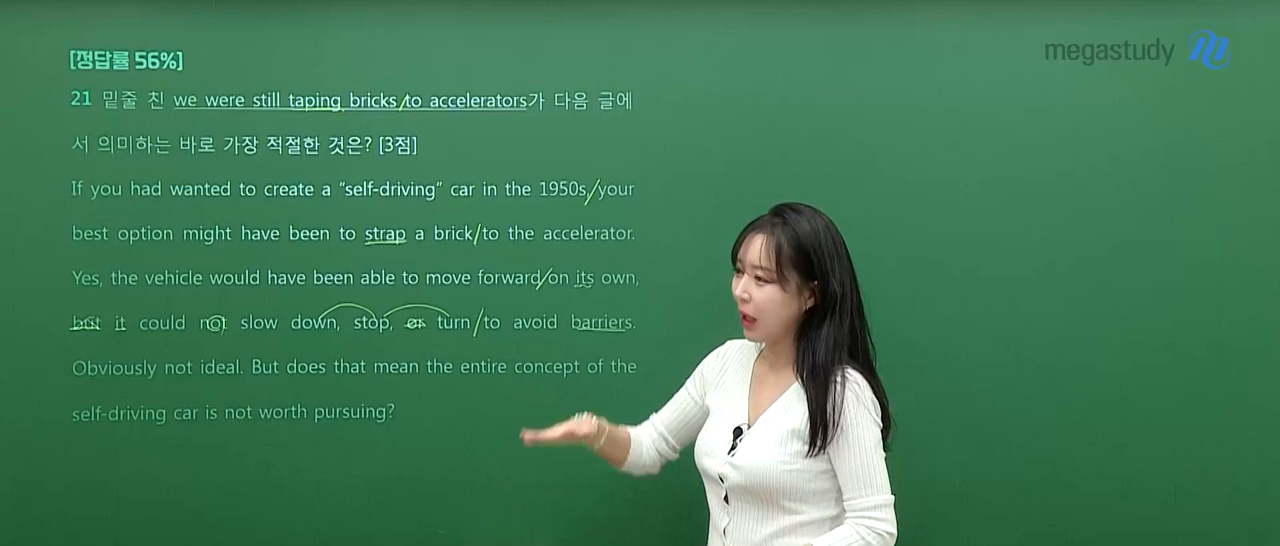 megastudy
[정답률 56%]
21 밑줄 친 we were still taping bricks to accelerators가 다음 글에
서 의미하는 바로 가장 적절한 것은? [3점]
If you had wanted to create a “self-driving” car in the 1950s, your
best option might have been to strap a brick to the accelerator.
Yes, the vehicle would have been able to move forward on its own,
but it could not slow down, stop, or turn to avoid barriers.
Obviously not ideal. But does that mean the entire concept of the
self-driving car is not worth pursuing?